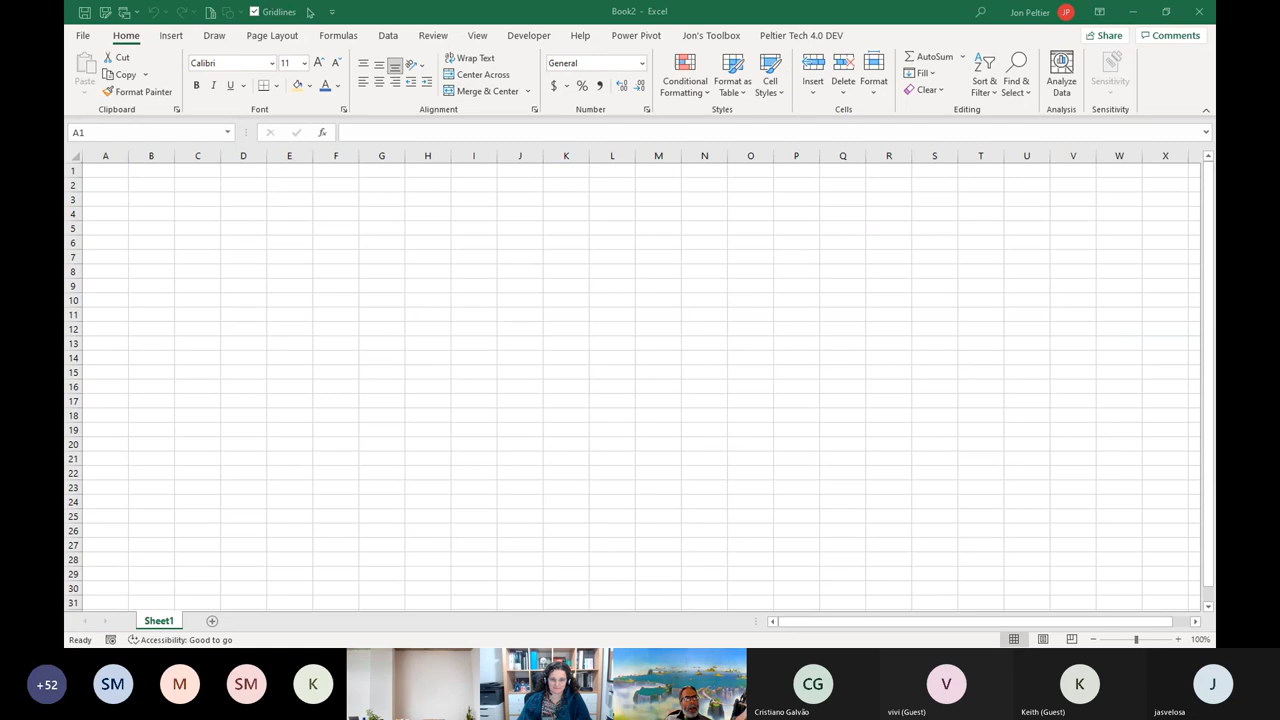 Gridlines
Book2 - Excel
Jon Peltier
JP
File
Home
Insert
Draw
Page Layout
Formulas
Data
Review
View
Developer
Help
Power Pivot
Jon's Toolbox
Peltier Tech 4.0 DEV
Share
Comments
Paste
Cut
Copy
Format Painter
Clipboard
Calibri
11
B I U
Font
Wrap Text
Center Across
Merge & Center
Alignment
General
$ % ,
Number
Conditional
Formatting
Format as
Table
Cell
Styles
Styles
Insert
Delete
Format
Cells
AutoSum
Fill
Clear
Sort &
Filter
Find &
Select
Editing
Analyze
Data
Analysis
Sensitivity
Sensitivity
A1
fx
A B C D E F G H I J K L M N O P Q R S T U V W X
1
2
3
4
5
6
7
8
9
10
11
12
13
14
15
16
17
18
19
20
21
22
23
24
25
26
27
28
29
30
31
Sheet1
Ready
Accessibility: Good to go
100%
+52
SM
M
SM
K
CG
Cristiano Galvão
V
vivi (Guest)
K
Keith (Guest)
J
jasvelosa